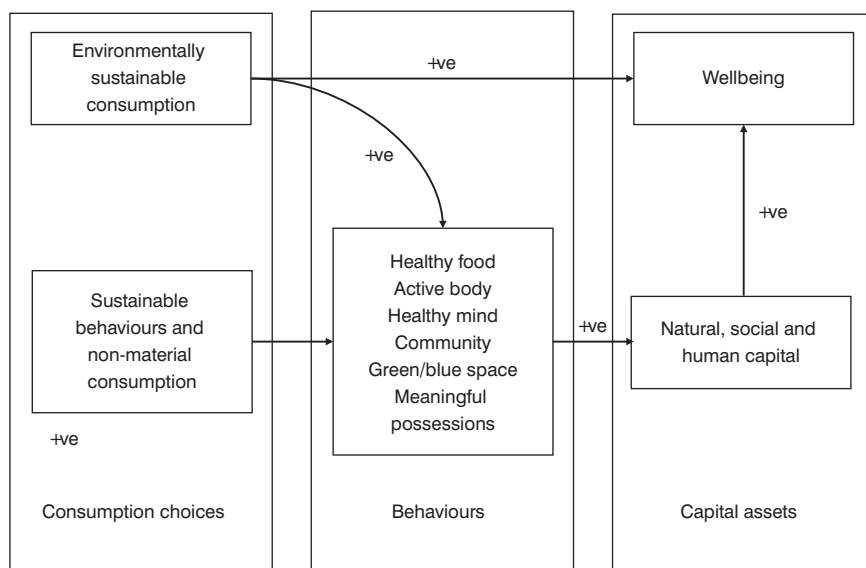 Environmentally
sustainable
consumption
+ve
Wellbeing
+ve
+ve
Healthy food
Active body
Healthy mind
Community
Green/blue space
Meaningful
possessions
Sustainable
behaviours and
non-material
consumption
+ve
Natural, social and
human capital
+ve
Consumption choices
Behaviours
Capital assets